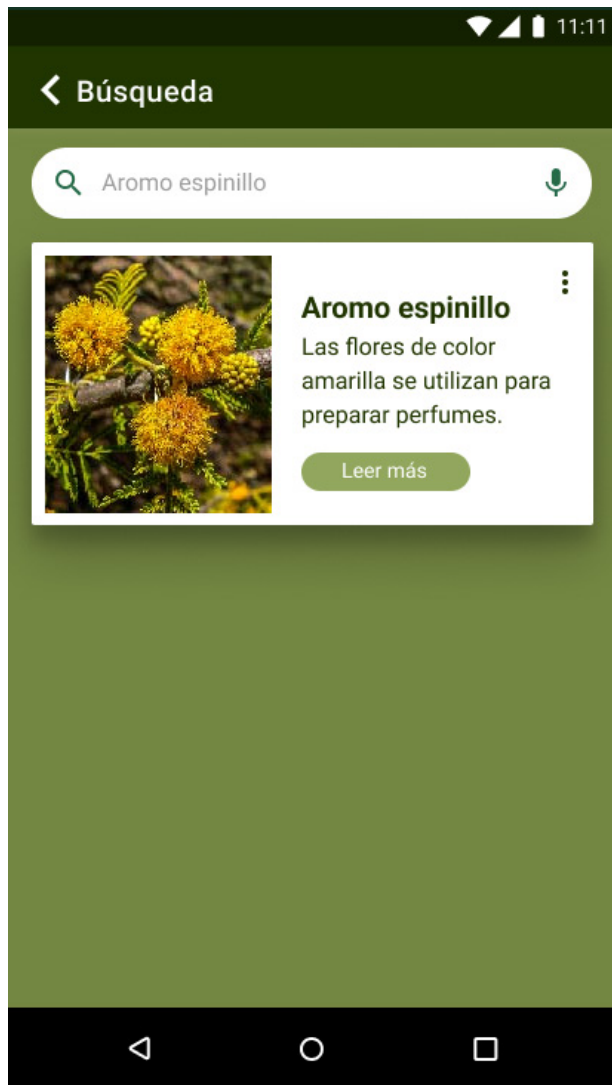 11:11
Búsqueda
Aromo espinillo
Aromo espinillo
Las flores de color
amarilla se utilizan para
preparar perfumes.
Leer más